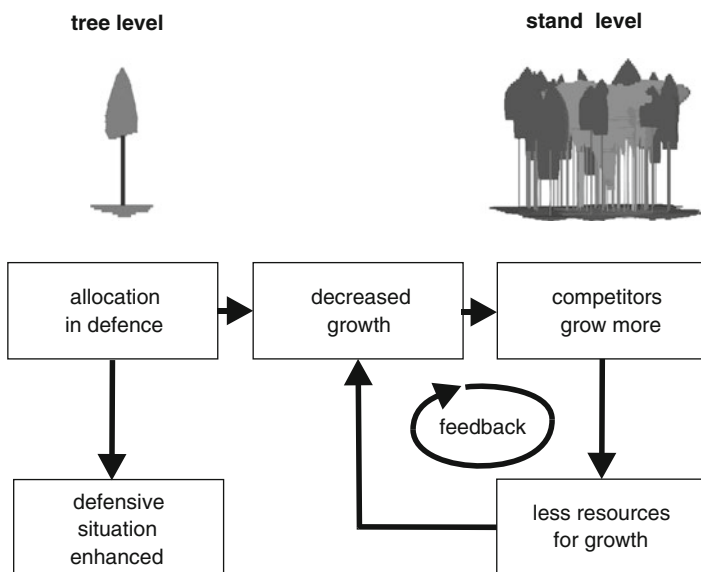 tree level
stand level
allocation
in defence
decreased
growth
competitors
grow more
feedback
defensive
situation
enhanced
less resources
for growth